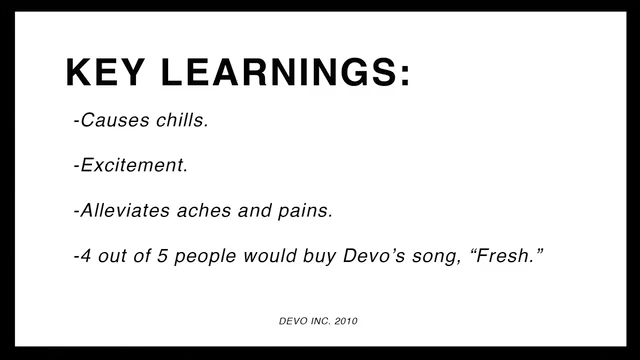 KEY LEARNINGS:
-Causes chills.
-Excitement.
-Alleviates aches and pains.
-4 out of 5 people would buy Devo’s song, “Fresh.”
DEVO INC. 2010